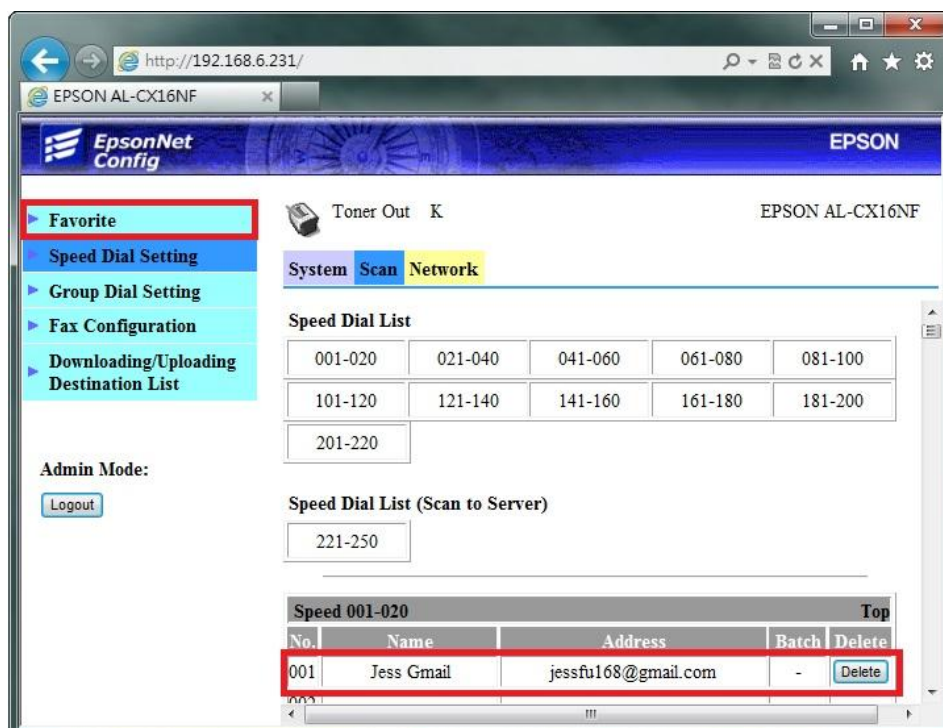 http://192.168.6.231/
EPSON AL-CX16NF
EpsonNet
Config
EPSON
Favorite
Speed Dial Setting
Group Dial Setting
Fax Configuration
Downloading/Uploading
Destination List
Admin Mode:
Logout
Toner Out K
EPSON AL-CX16NF
System Scan Network
Speed Dial List
001-020 021-040 041-060 061-080 081-100
101-120 121-140 141-160 161-180 181-200
201-220
Speed Dial List (Scan to Server)
221-250
Speed 001-020 Top
No. Name Address Batch Delete
001 Jess Gmail jessfu168@gmail.com - Delete